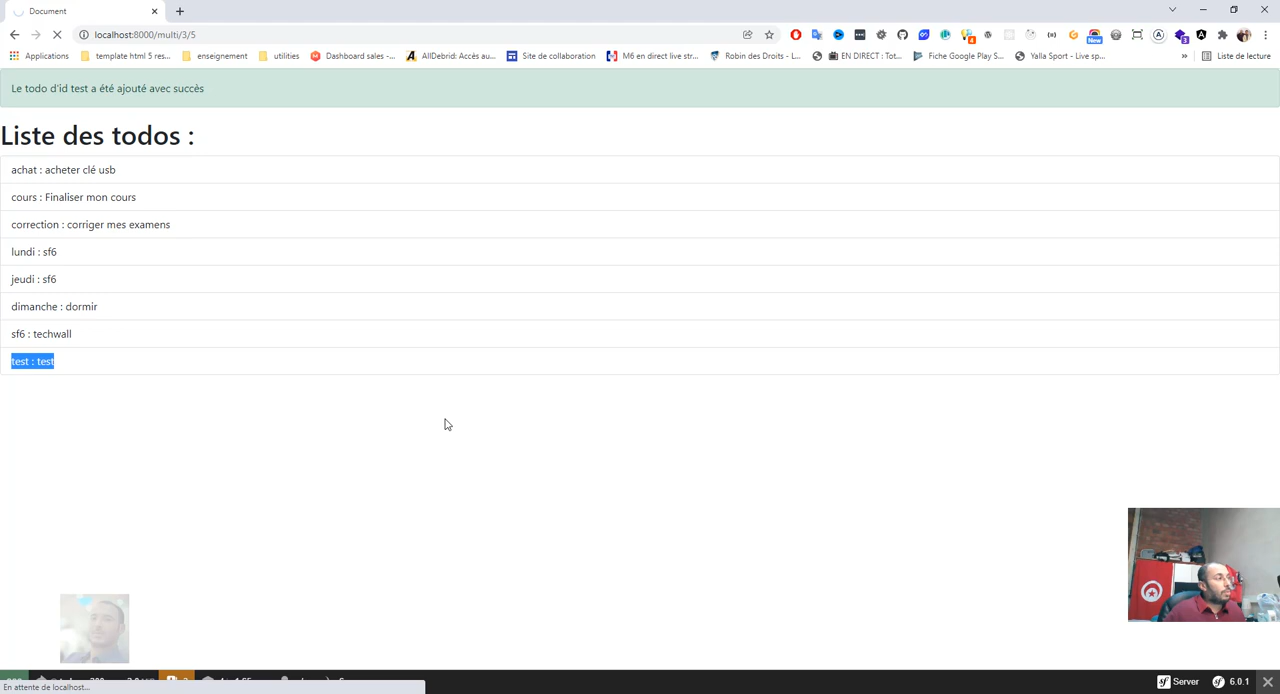 Document
localhost:8000/multi/3/5
Applications
template html 5 res...
enseignement
utilities
Dashboard sales -...
AllDebrid: Accès au...
Site de collaboration
M6 en direct live str...
Robin des Droits - L...
EN DIRECT : Tot...
Fiche Google Play S...
Yalla Sport - Live sp...
»
Liste de lecture
Le todo d'id test a été ajouté avec succès
Liste des todos :
achat : acheter clé usb
cours : Finaliser mon cours
correction : corriger mes examens
lundi : sf6
jeudi : sf6
dimanche : dormir
sf6 : techwall
test : test
En attente de localhost...
Server
6.0.1